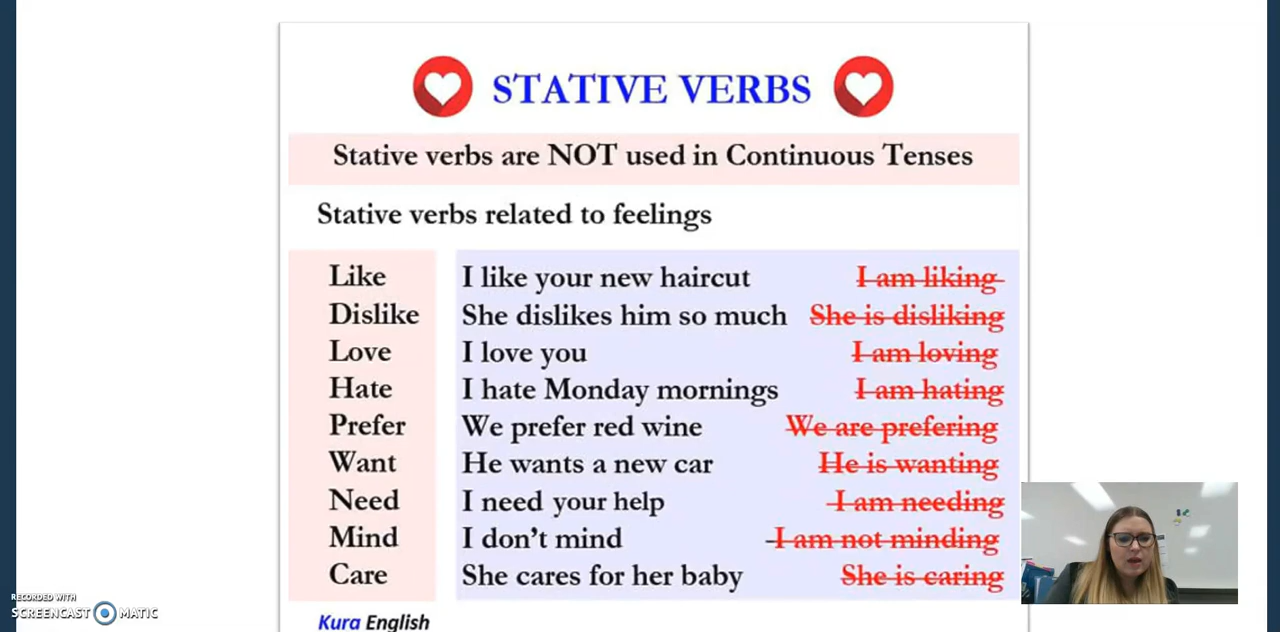 STATIVE VERBS
Stative verbs are NOT used in Continuous Tenses
Stative verbs related to feelings
Like I like your new haircut I am liking
Dislike She dislikes him so much She is disliking
Love I love you I am loving
Hate I hate Monday mornings I am hating
Prefer We prefer red wine We are prefering
Want He wants a new car He is wanting
Need I need your help I am needing
Mind I don't mind I am not minding
Care She cares for her baby She is caring
Kura English
RECORDED WITH
SCREENCAST MATIC